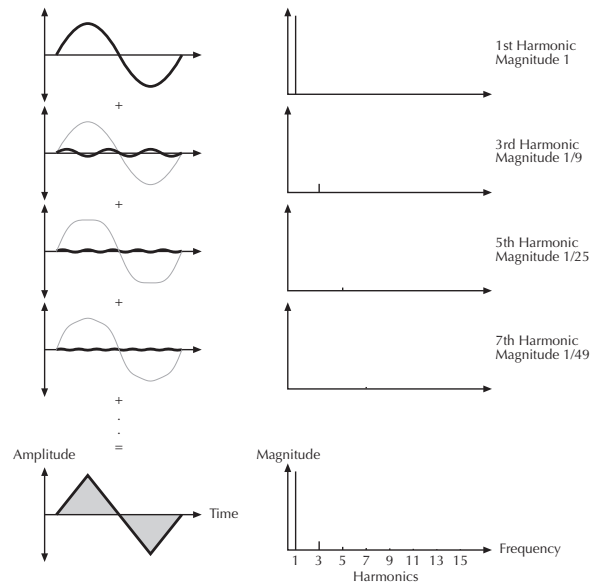 1st Harmonic
Magnitude 1
+
3rd Harmonic
Magnitude 1/9
+
5th Harmonic
Magnitude 1/25
+
7th Harmonic
Magnitude 1/49
+
.
.
=
Amplitude
Magnitude
Time
Frequency
1 3 5 7 9 11 13 15
Harmonics